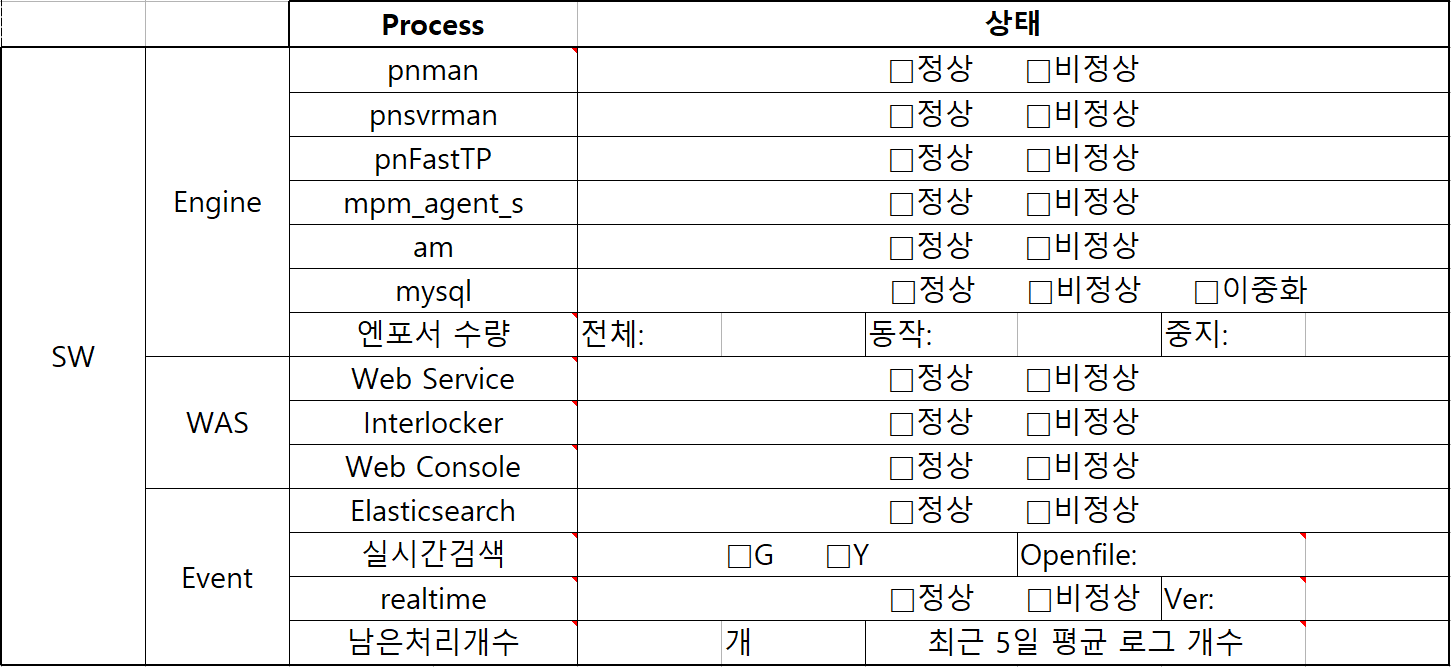 Process 상태
SW
Engine
pnman □정상 □비정상
pnsvrman □정상 □비정상
pnFastTP □정상 □비정상
mpm_agent_s □정상 □비정상
am □정상 □비정상
mysql □정상 □비정상 □이중화
엔포서 수량 전체: 동작: 중지:
WAS
Web Service □정상 □비정상
Interlocker □정상 □비정상
Web Console □정상 □비정상
Event
Elasticsearch □정상 □비정상
실시간검색 □G □Y Openfile:
realtime □정상 □비정상 Ver:
남은처리개수 개 최근 5일 평균 로그 개수